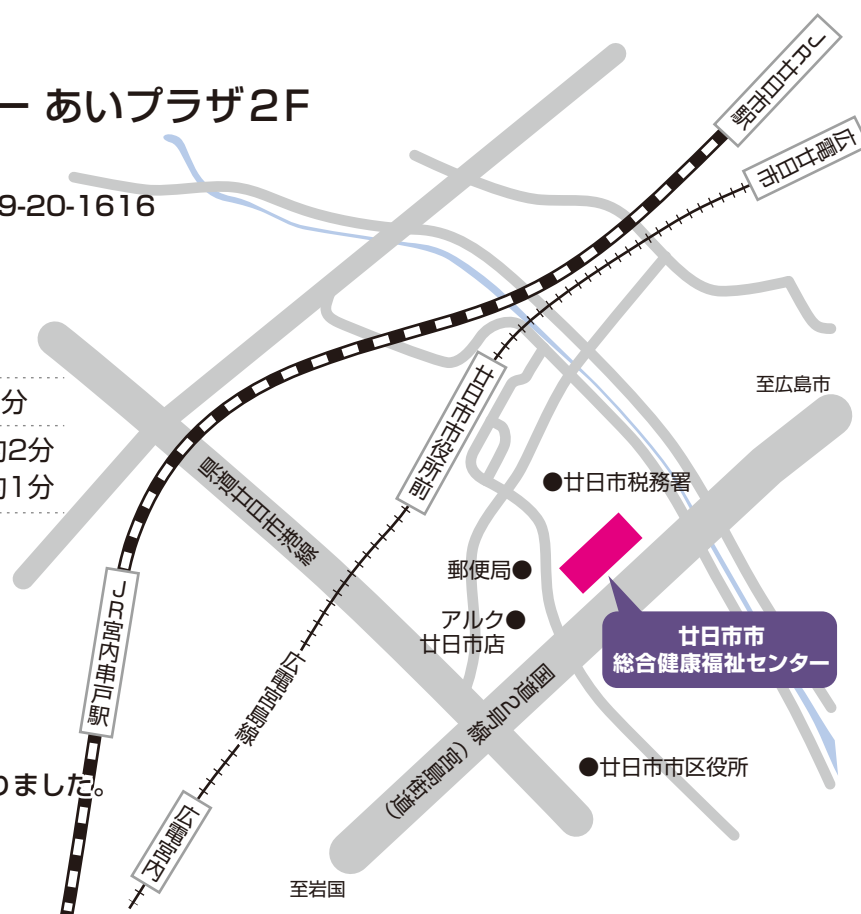 ー あいプラザ2F
9-20-1616
分
約2分
約1分
りました。
JR廿日市駅
広電廿日市
至広島市
廿日市市役所前
●廿日市税務署
県道廿日市港線
郵便局●
アルク●
廿日市店
廿日市市
総合健康福祉センター
JR宮内串戸駅
広電宮島線
国道2号線（宮島街道）
●廿日市市区役所
広電宮内
至岩国